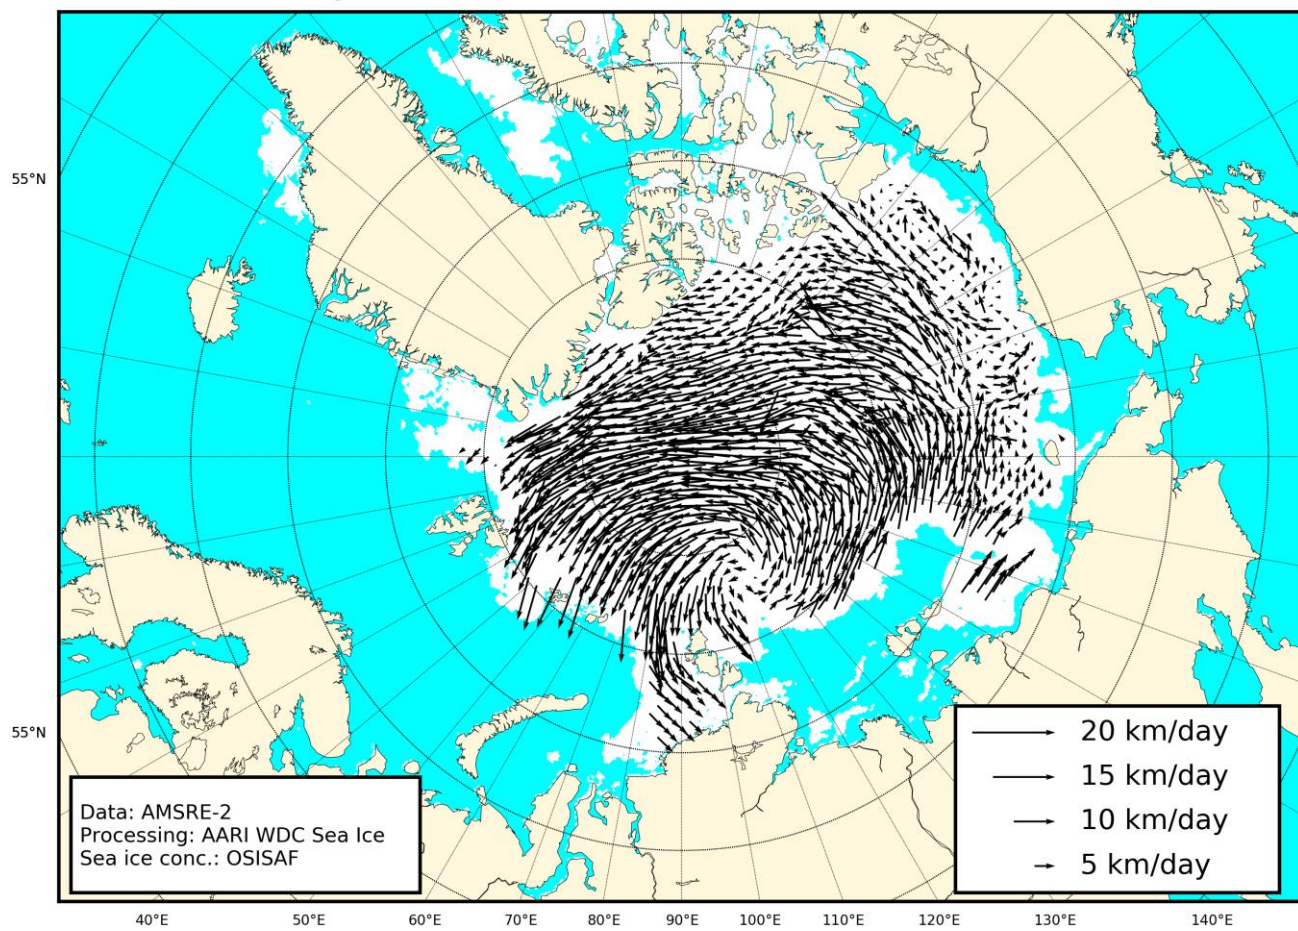 55°N
55°N
Data: AMSRE-2
Processing: AARI WDC Sea Ice
Sea ice conc.: OSISAF
20 km/day
15 km/day
10 km/day
5 km/day
40°E 50°E 60°E 70°E 80°E 90°E 100°E 110°E 120°E 130°E 140°E